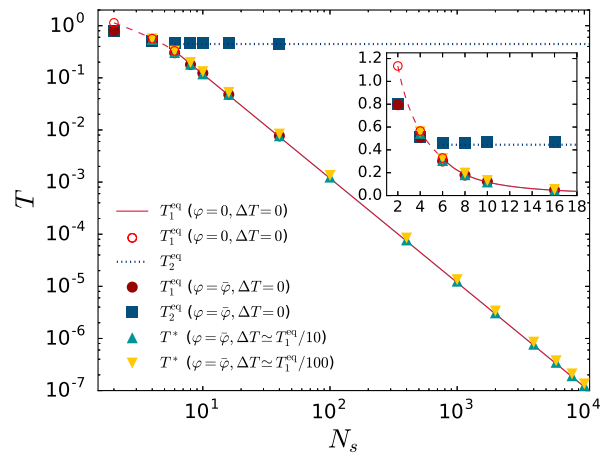 10^0
10^-1
10^-2
10^-3
10^-4
10^-5
10^-6
10^-7
T
1.2
1.0
0.8
0.6
0.4
0.2
0.0
2 4 6 8 10 12 14 16 18
T_1^eq (φ=0, ΔT=0)
T_1^eq (φ=0, ΔT=0)
T_2^eq
T_1^eq (φ=φ̄, ΔT=0)
T_2^eq (φ=φ̄, ΔT=0)
T* (φ=φ̄, ΔT≃T_1^eq/10)
T* (φ=φ̄, ΔT≃T_1^eq/100)
10^1 10^2 10^3 10^4
N_s